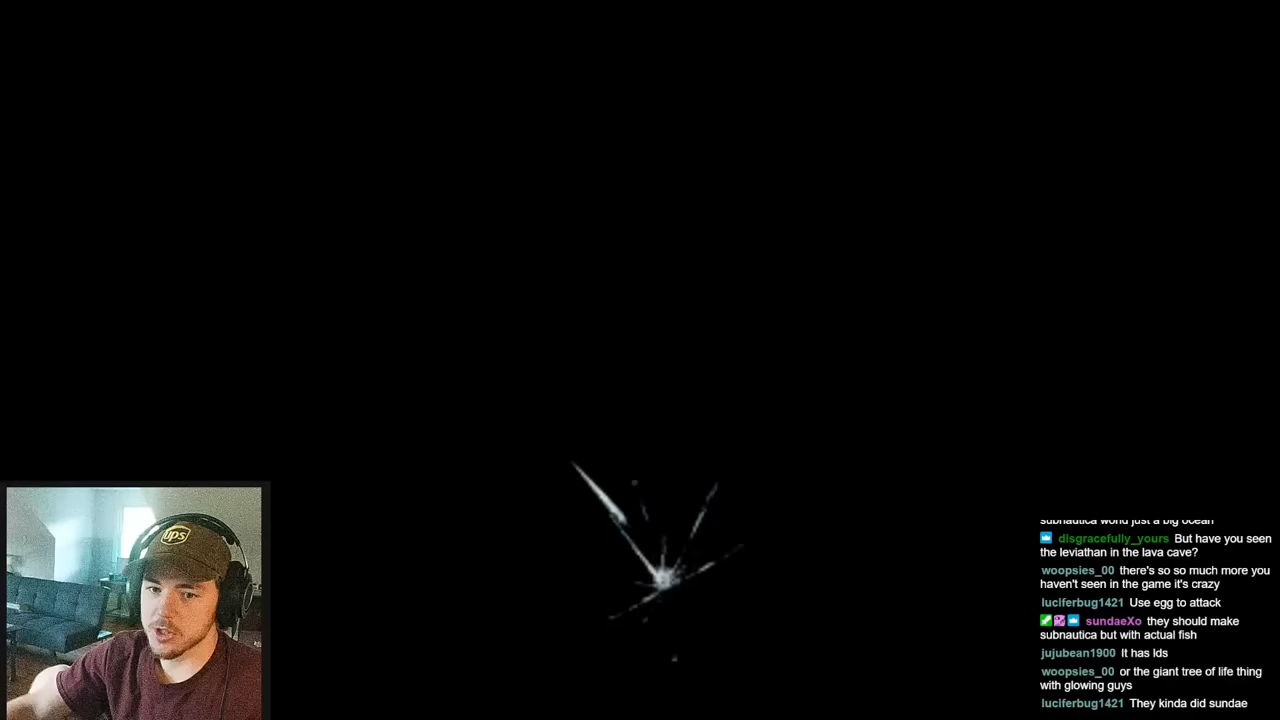 ups
subnautica world just a big ocean
disgracefully_yours But have you seen
the leviathan in the lava cave?
woopsies_00 there's so so much more you
haven't seen in the game it's crazy
luciferbug1421 Use egg to attack
sundaeXo they should make
subnautica but with actual fish
jujubean1900 It has lds
woopsies_00 or the giant tree of life thing
with glowing guys
luciferbug1421 They kinda did sundae